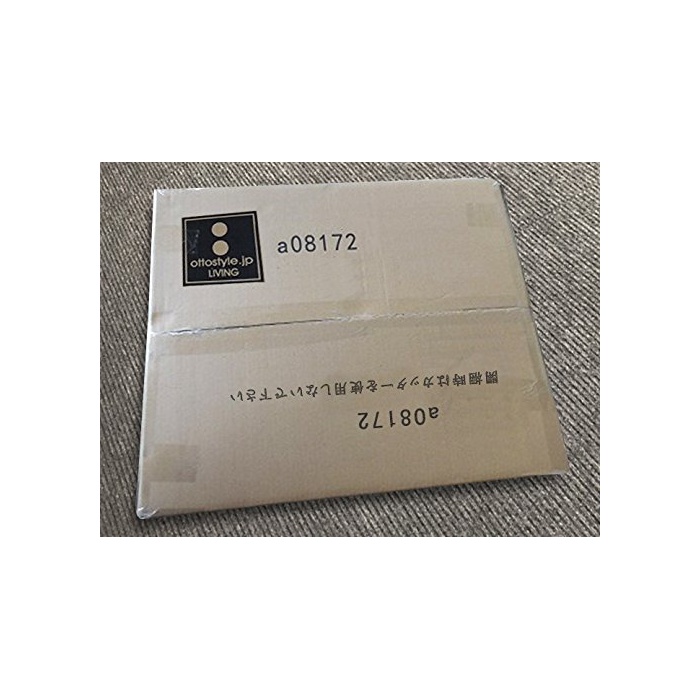 ottostyle.jp
LIVING
a08172
開梱時はカッターを使用しないで下さい
a08172